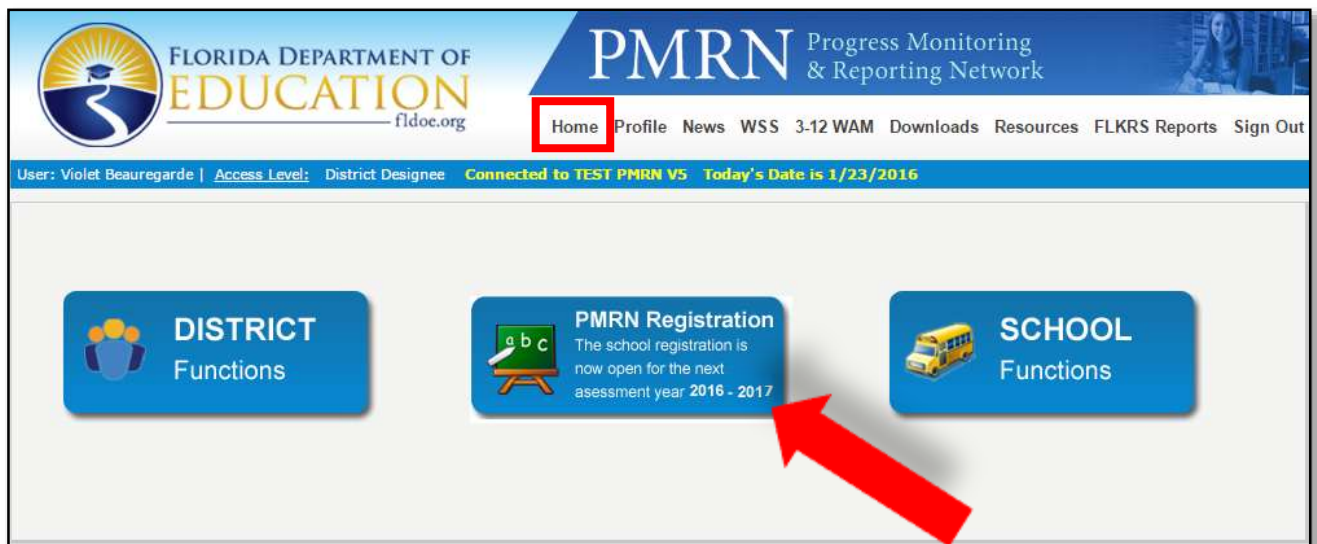 FLORIDA DEPARTMENT OF
EDUCATION
fldoe.org
PMRN Progress Monitoring
& Reporting Network
Home Profile News WSS 3-12 WAM Downloads Resources FLKRS Reports Sign Out
User: Violet Beauregarde | Access Level: District Designee Connected to TEST PMRN V5 Today's Date is 1/23/2016
DISTRICT
Functions
a b c
PMRN Registration
The school registration is
now open for the next
asessment year 2016 - 2017
SCHOOL
Functions